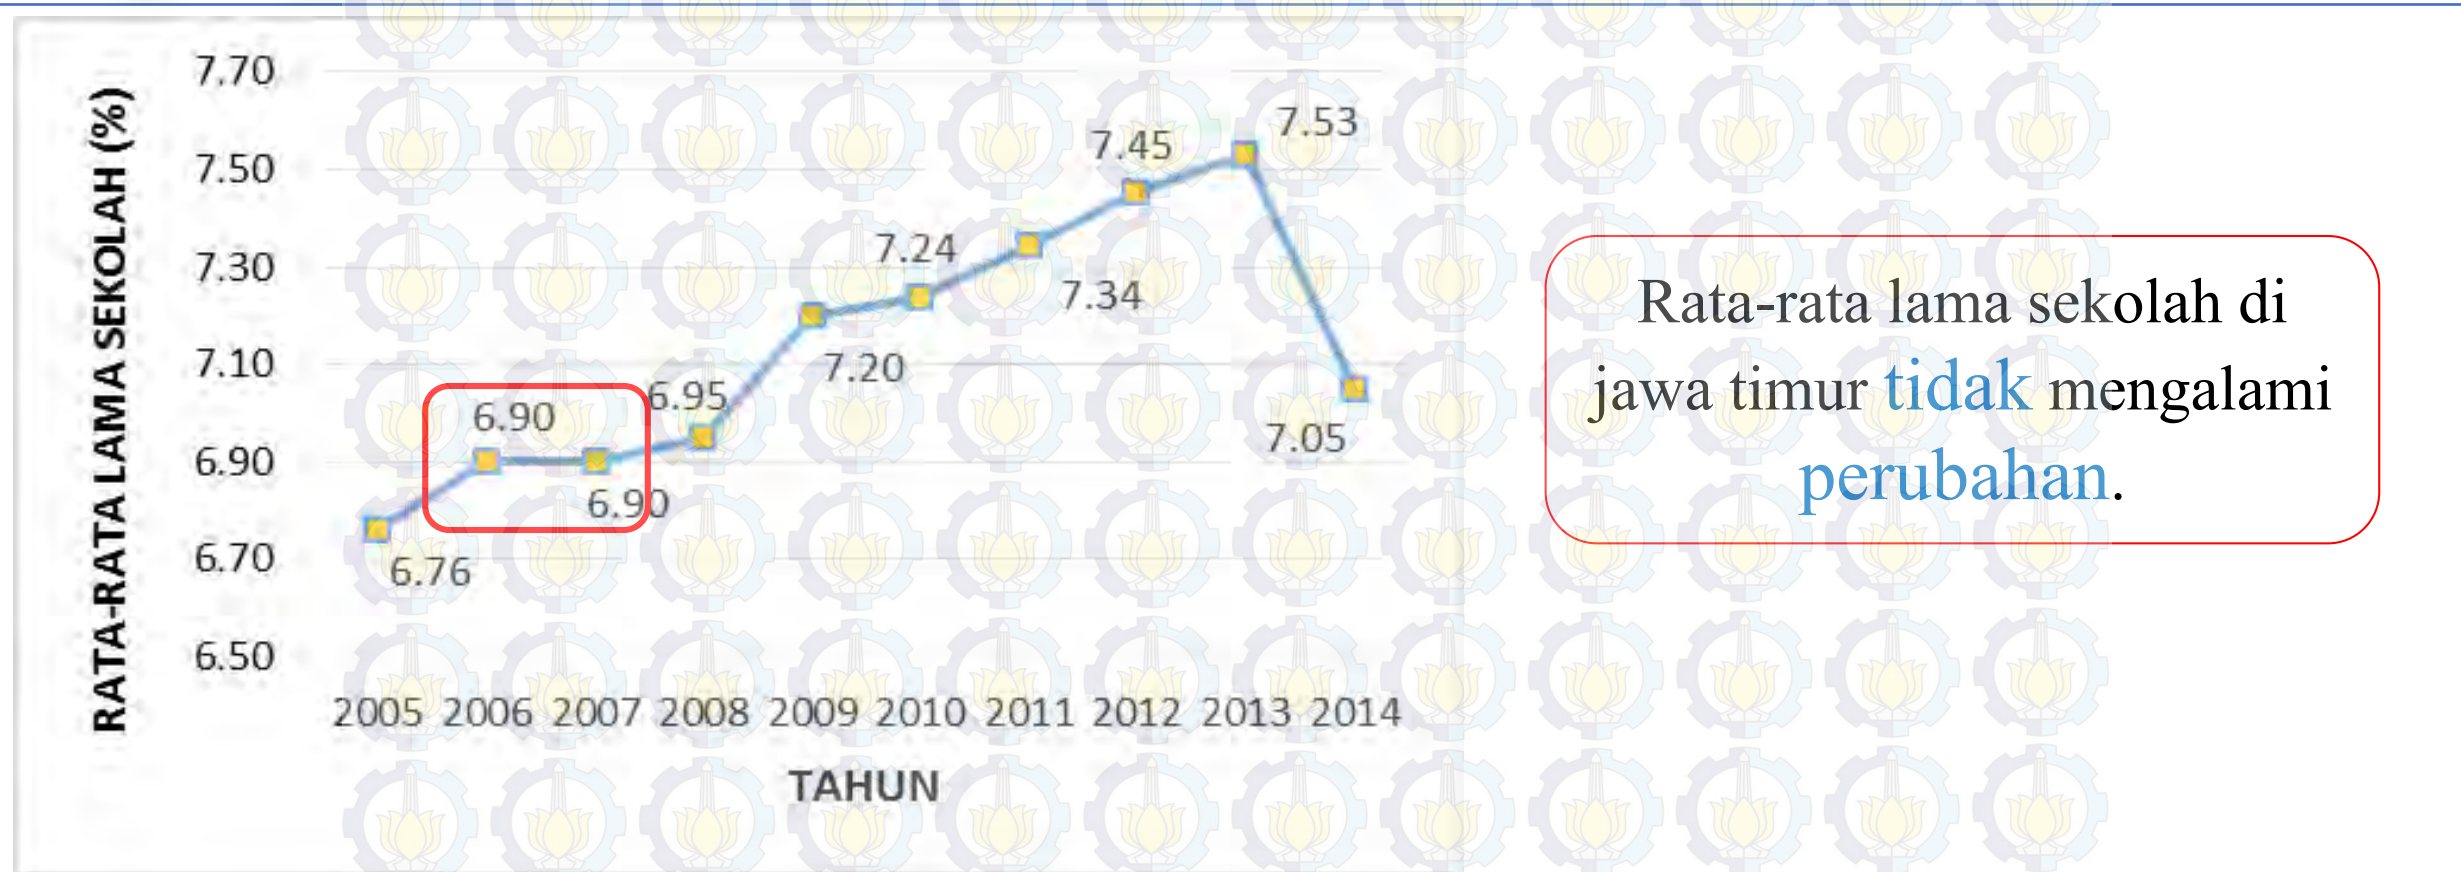 RATA-RATA LAMA SEKOLAH (%)
7.70
7.50
7.30
7.10
6.90
6.70
6.50
6.76
6.90
6.90
6.95
7.20
7.24
7.34
7.45
7.53
7.05
2005 2006 2007 2008 2009 2010 2011 2012 2013 2014
TAHUN
Rata-rata lama sekolah di
jawa timur tidak mengalami
perubahan.